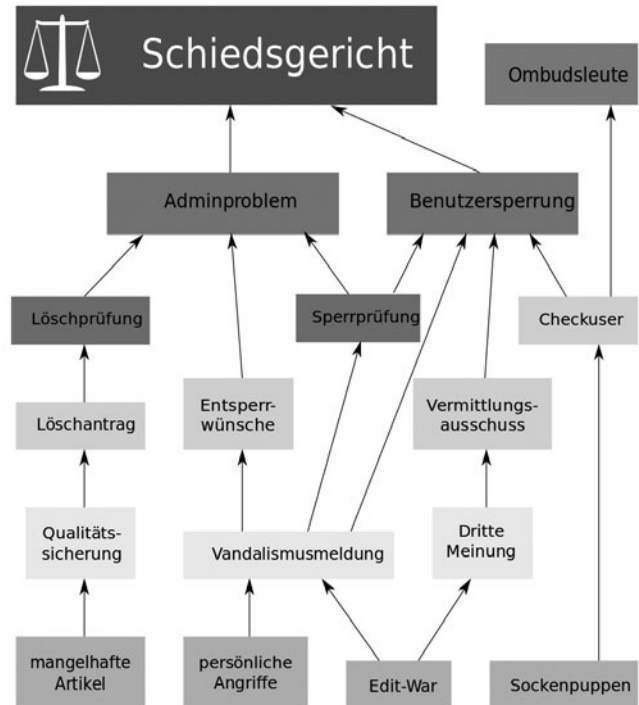 Schiedsgericht
Ombudsleute
Adminproblem
Benutzersperrung
Löschprüfung
Sperrprüfung
Checkuser
Löschantrag
Entsperr-
wünsche
Vermittlungs-
ausschuss
Qualitäts-
sicherung
Vandalismusmeldung
Dritte
Meinung
mangelhafte
Artikel
persönliche
Angriffe
Edit-War
Sockenpuppen